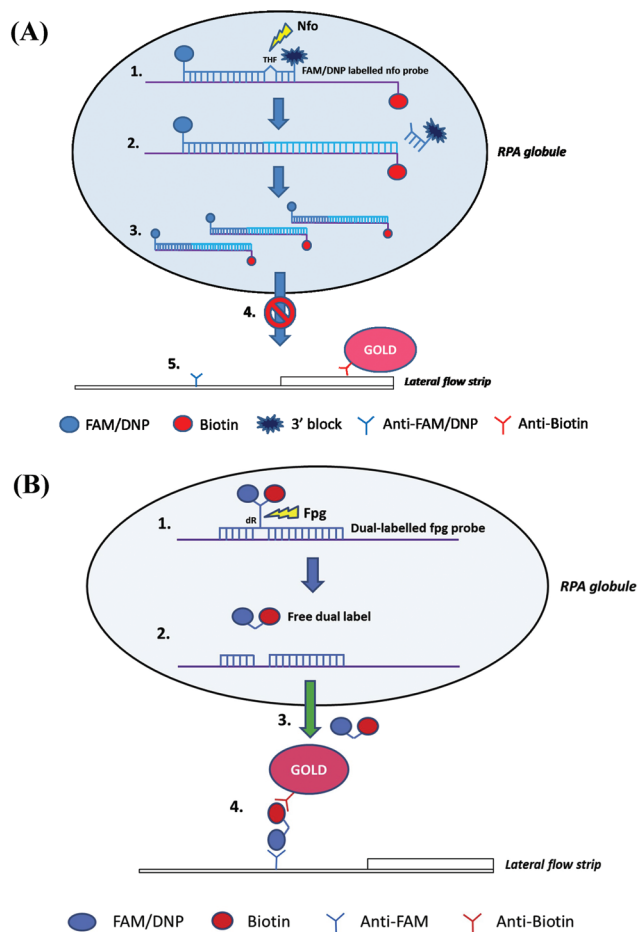 (A)
Nfo
THF
1.
FAM/DNP labelled nfo probe
2.
RPA globule
3.
4.
GOLD
5.
Lateral flow strip
FAM/DNP Biotin 3' block Anti-FAM/DNP Anti-Biotin
(B)
1.
Fpg
dR
Dual-labelled fpg probe
RPA globule
Free dual label
2.
3.
GOLD
4.
Lateral flow strip
FAM/DNP Biotin Anti-FAM Anti-Biotin